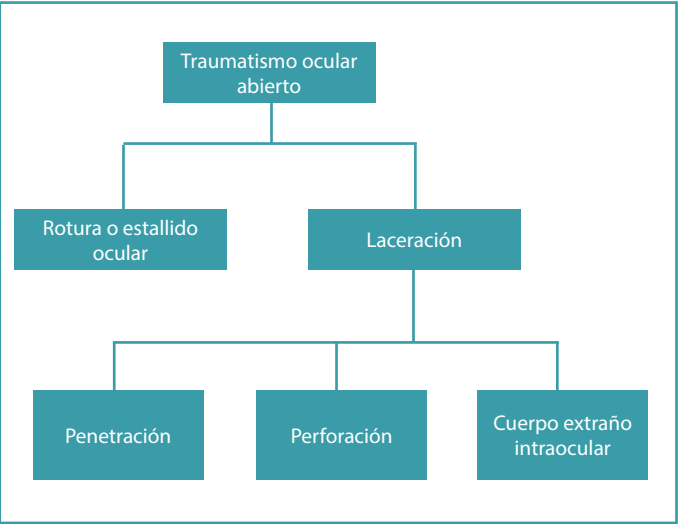 Traumatismo ocular
abierto
Rotura o estallido
ocular
Laceración
Penetración
Perforación
Cuerpo extraño
intraocular